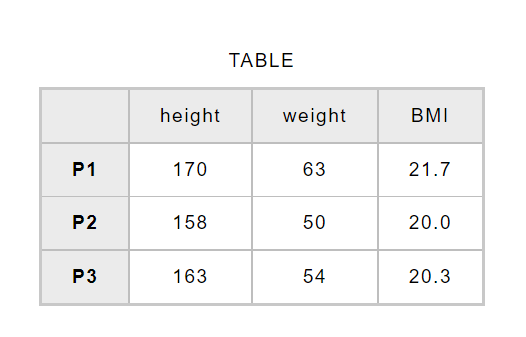 TABLE
height weight BMI
P1 170 63 21.7
P2 158 50 20.0
P3 163 54 20.3